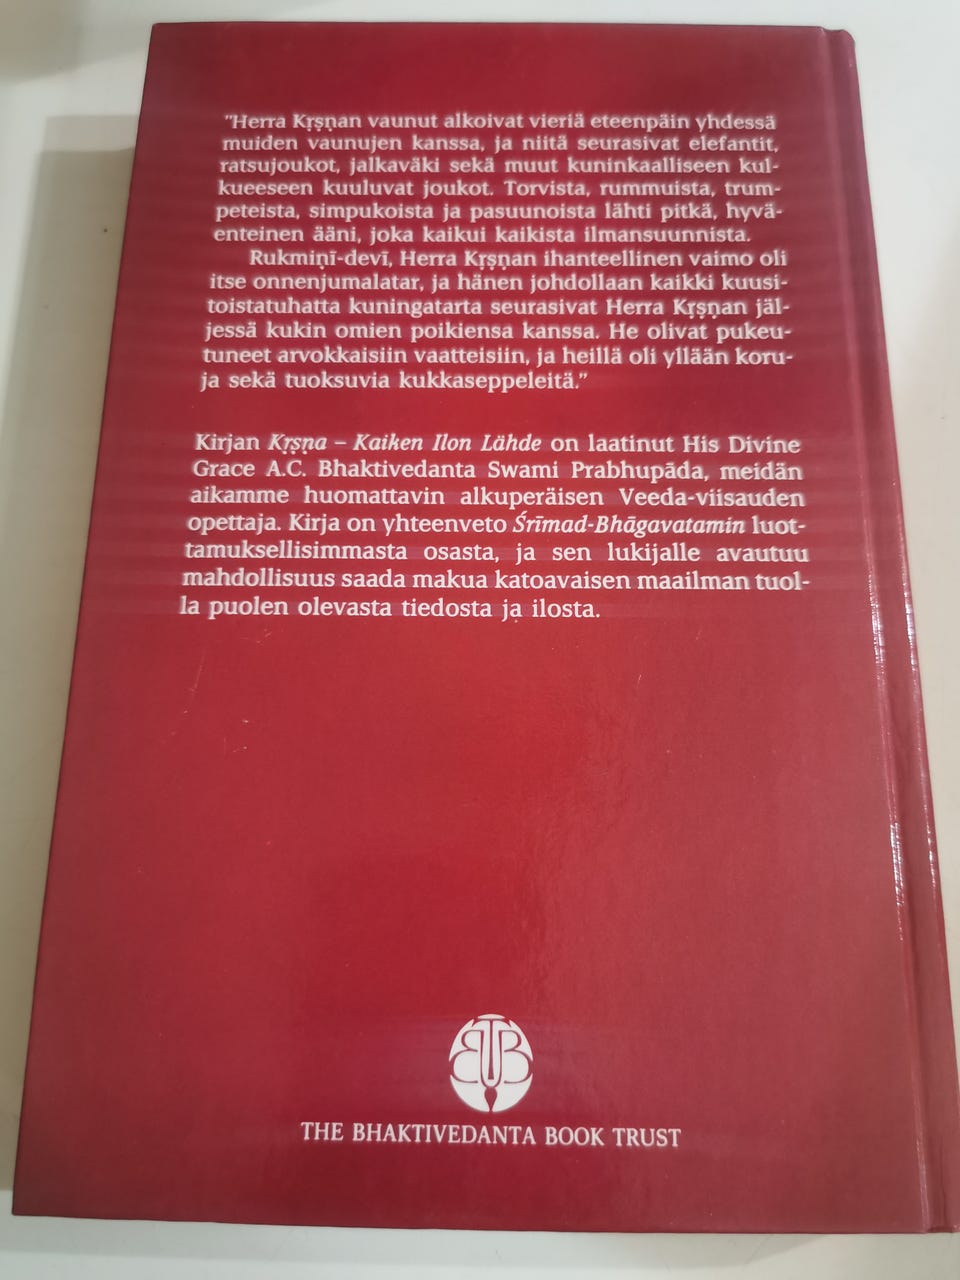 "Herra Kṛṣṇan vaunut alkoivat vieriä eteenpäin yhdessä
muiden vaunujen kanssa, ja niitä seurasivat elefantit,
ratsujoukot, jalkaväki sekä muut kuninkaalliseen kul-
kueeseen kuuluvat joukot. Torvista, rummuista, trum-
peteista, simpukoista ja pasuunoista lähti pitkä, hyvä-
enteinen ääni, joka kaikui kaikista ilmansuunnista.
Rukmiṇī-devī, Herra Kṛṣṇan ihanteellinen vaimo oli
itse onnenjumalatar, ja hänen johdollaan kaikki kuusi-
toistatuhatta kuningatarta seurasivat Herra Kṛṣṇan jäl-
jessä kukin omien poikiensa kanssa. He olivat pukeu-
tuneet arvokkaisiin vaatteisiin, ja heillä oli yllään koru-
ja sekä tuoksuvia kukkaseppeleitä."
Kirjan Kṛṣṇa – Kaiken Ilon Lähde on laatinut His Divine
Grace A.C. Bhaktivedanta Swami Prabhupāda, meidän
aikamme huomattavin alkuperäisen Veeda-viisauden
opettaja. Kirja on yhteenveto Śrīmad-Bhāgavatamin luot-
tamuksellisimmasta osasta, ja sen lukijalle avautuu
mahdollisuus saada makua katoavaisen maailman tuol-
la puolen olevasta tiedosta ja ilosta.
BTB
THE BHAKTIVEDANTA BOOK TRUST